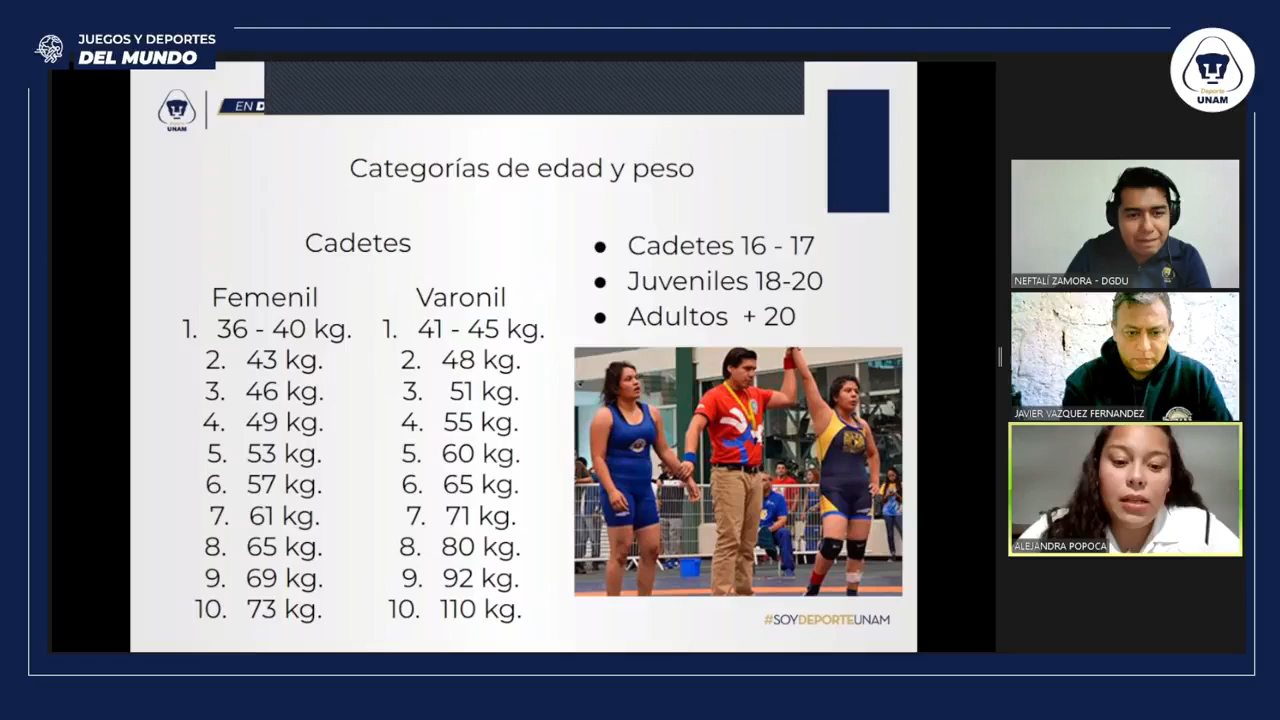 JUEGOS Y DEPORTES
DEL MUNDO
Deporte
UNAM
UNAM
EN D
Categorías de edad y peso
Cadetes
Femenil
1. 36 - 40 kg.
2. 43 kg.
3. 46 kg.
4. 49 kg.
5. 53 kg.
6. 57 kg.
7. 61 kg.
8. 65 kg.
9. 69 kg.
10. 73 kg.
Varonil
1. 41 - 45 kg.
2. 48 kg.
3. 51 kg.
4. 55 kg.
5. 60 kg.
6. 65 kg.
7. 71 kg.
8. 80 kg.
9. 92 kg.
10. 110 kg.
● Cadetes 16 - 17
● Juveniles 18-20
● Adultos + 20
#SOYDEPORTEUNAM
NEFTALÍ ZAMORA - DGDU
JAVIER VAZQUEZ FERNANDEZ
ALEJANDRA POPOCA